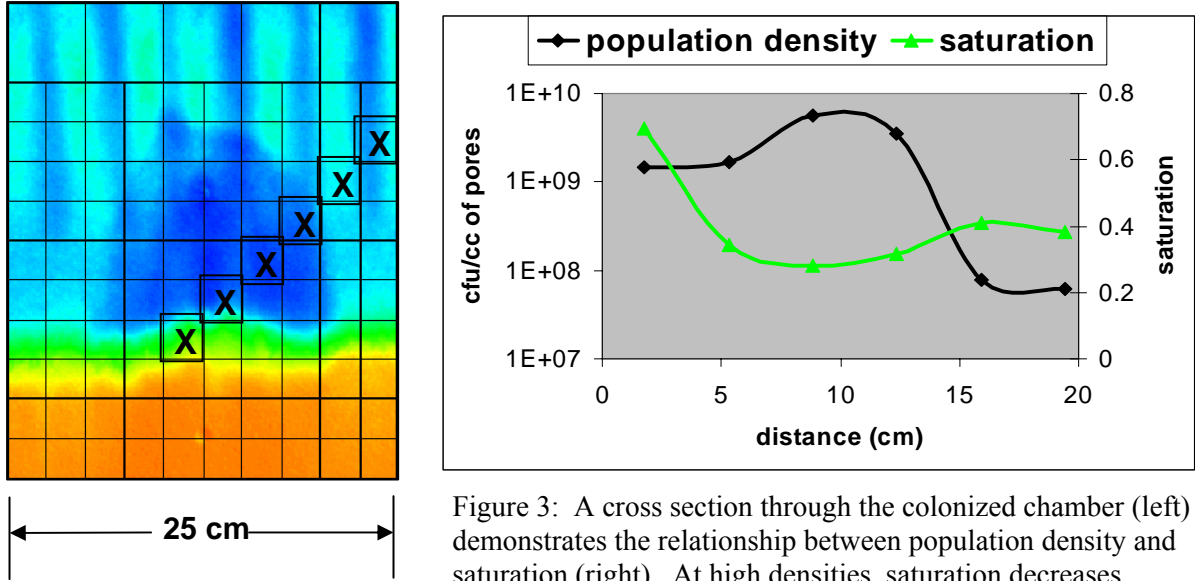 X
X
X
X
X
X
25 cm
population density saturation
1E+10
1E+09
1E+08
1E+07
cfu/cc of pores
0.8
0.6
0.4
0.2
0
saturation
0 5 10 15 20
distance (cm)
Figure 3: A cross section through the colonized chamber (left)
demonstrates the relationship between population density and
saturation (right). At high densities, saturation decreases